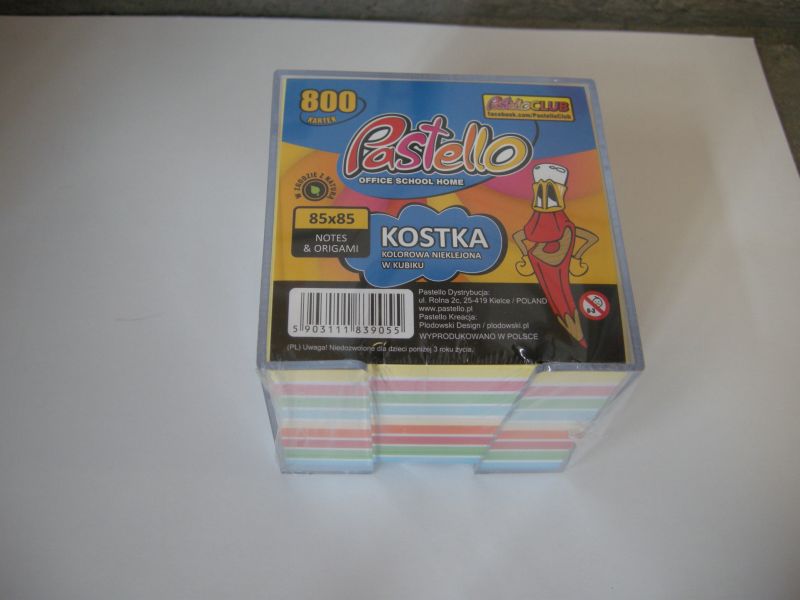 800
KARTEK
Pastello CLUB
facebook.com/PastelloClub
Pastello
OFFICE SCHOOL HOME
W ZGODZIE Z NATURĄ
85x85
NOTES
& ORIGAMI
KOSTKA
KOLOROWA NIEKLEJONA
W KUBIKU
5 903111 839055
Pastello Dystrybucja:
ul. Rolna 2c, 25-419 Kielce / POLAND
www.pastello.pl
Pastello Kreacja:
Plodowski Design / plodowski.pl
WYPRODUKOWANO W POLSCE
(PL) Uwaga! Niedozwolone dla dzieci poniżej 3 roku życia.